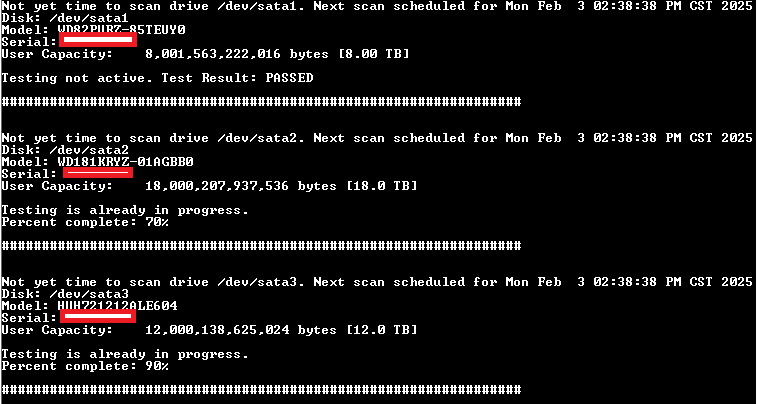 Not yet time to scan drive /dev/sata1. Next scan scheduled for Mon Feb  3 02:38:38 PM CST 2025
Disk: /dev/sata1
Model: WD82PURZ-85TEUY0
Serial:
User Capacity:    8,001,563,222,016 bytes [8.00 TB]
Testing not active. Test Result: PASSED
#################################################################
Not yet time to scan drive /dev/sata2. Next scan scheduled for Mon Feb  3 02:38:38 PM CST 2025
Disk: /dev/sata2
Model: WD181KRYZ-01AGBB0
Serial:
User Capacity:    18,000,207,937,536 bytes [18.0 TB]
Testing is already in progress.
Percent complete: 70%
#################################################################
Not yet time to scan drive /dev/sata3. Next scan scheduled for Mon Feb  3 02:38:38 PM CST 2025
Disk: /dev/sata3
Model: HUH721212ALE604
Serial:
User Capacity:    12,000,138,625,024 bytes [12.0 TB]
Testing is already in progress.
Percent complete: 90%
#################################################################